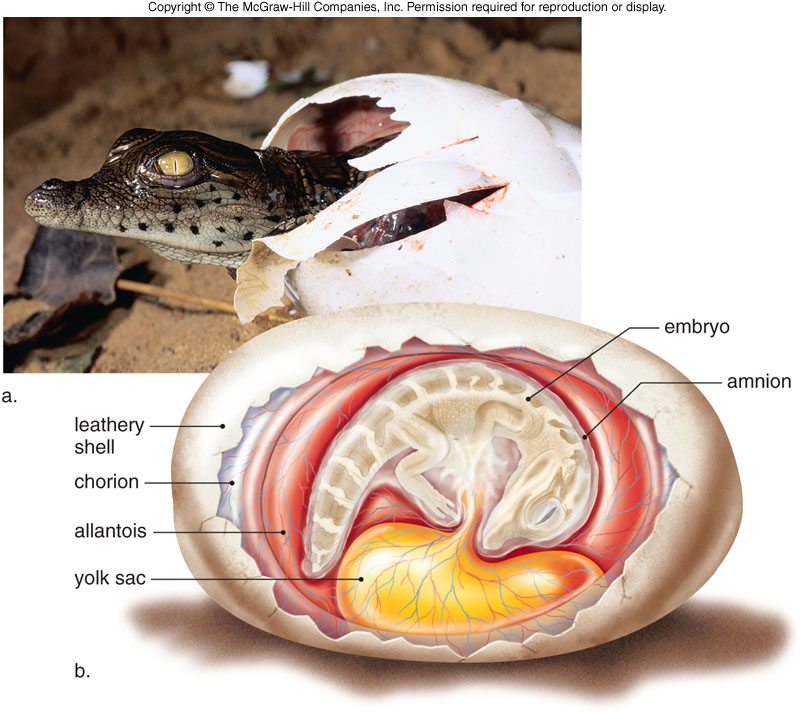 Copyright © The McGraw-Hill Companies, Inc. Permission required for reproduction or display.
a.
embryo
amnion
leathery
shell
chorion
allantois
yolk sac
b.